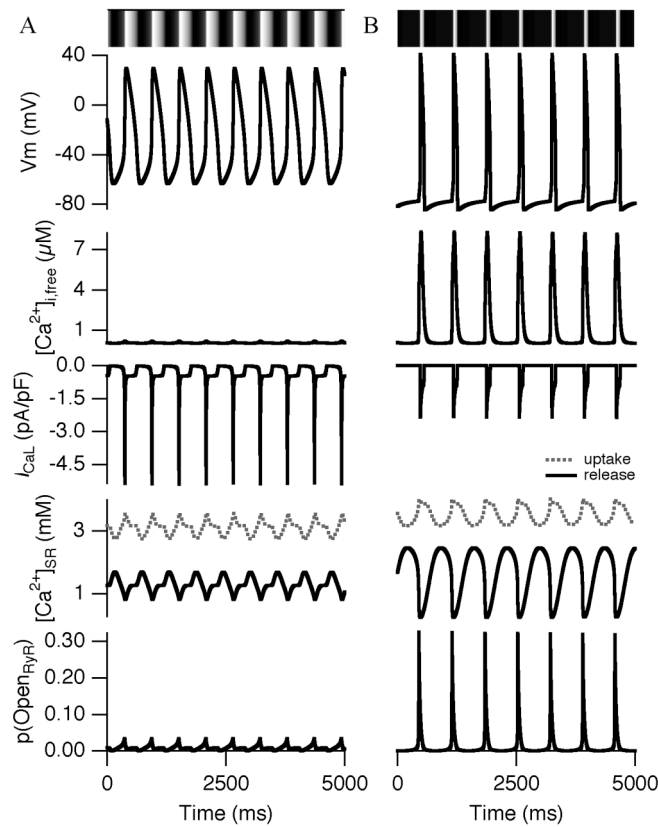 A
B
40
0
-40
-80
Vm (mV)
7
4
1
[Ca2+]i,free (µM)
0.0
-1.5
-3.0
-4.5
ICaL (pA/pF)
uptake
release
3
1
[Ca2+]SR (mM)
0.30
0.20
0.10
0.00
p(OpenRyR)
0
2500
5000
Time (ms)
0
2500
5000
Time (ms)